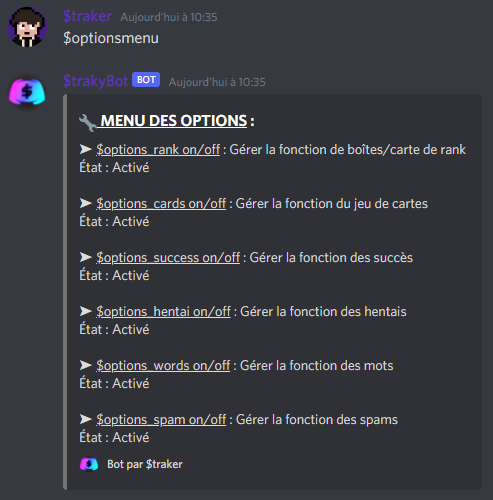 $traker Aujourd'hui à 10:35
$optionsmenu
$trakyBot BOT Aujourd'hui à 10:35
MENU DES OPTIONS :
➤ $options_rank on/off : Gérer la fonction de boîtes/carte de rank
État : Activé
➤ $options_cards on/off : Gérer la fonction du jeu de cartes
État : Activé
➤ $options_success on/off : Gérer la fonction des succès
État : Activé
➤ $options_hentai on/off : Gérer la fonction des hentais
État : Activé
➤ $options_words on/off : Gérer la fonction des mots
État : Activé
➤ $options_spam on/off : Gérer la fonction des spams
État : Activé
Bot par $traker